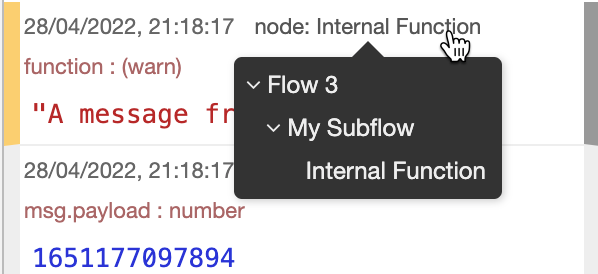 28/04/2022, 21:18:17 node: Internal Function
function : (warn)
Flow 3
"A message fr
My Subflow
28/04/2022, 21:18:17
Internal Function
msg.payload : number
1651177097894